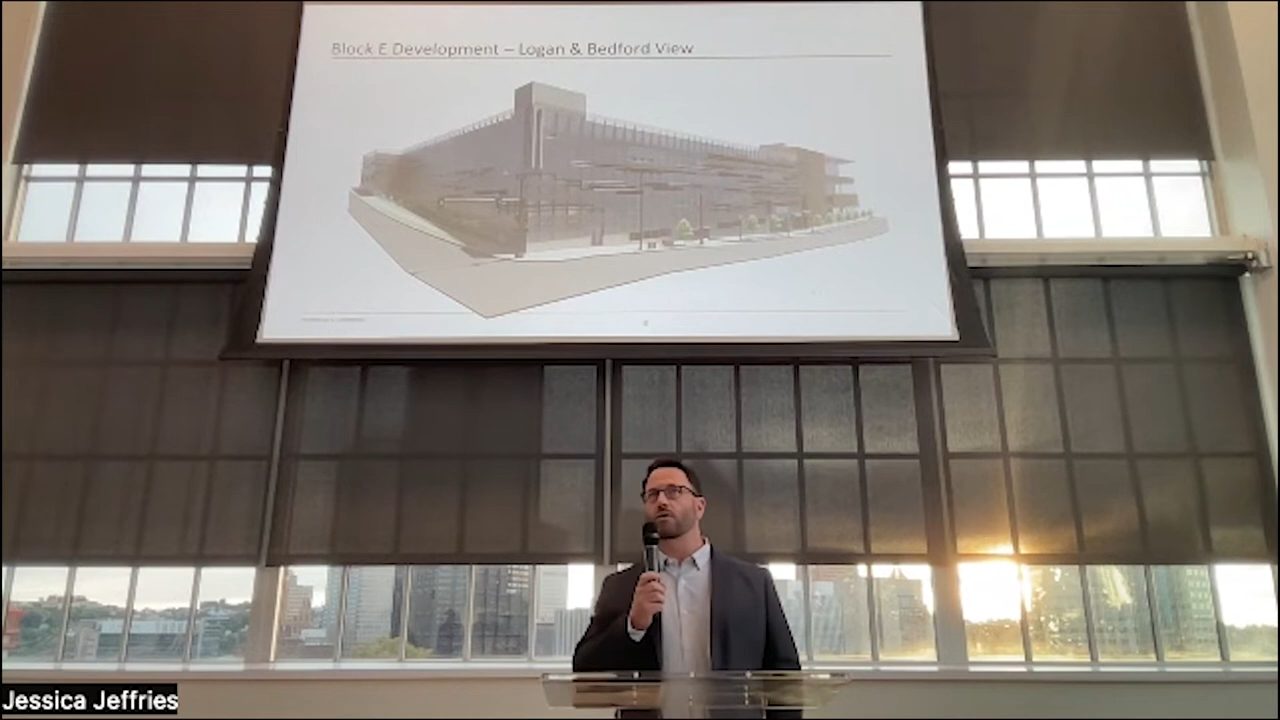 Block E Development – Logan & Bedford View
Jessica Jeffries